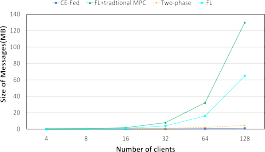 CE-Fed FL+tradtional MPC Two-phase FL
140
120
100
80
60
40
20
0
Size of Messages(MB)
4 8 16 32 64 128
Number of clients